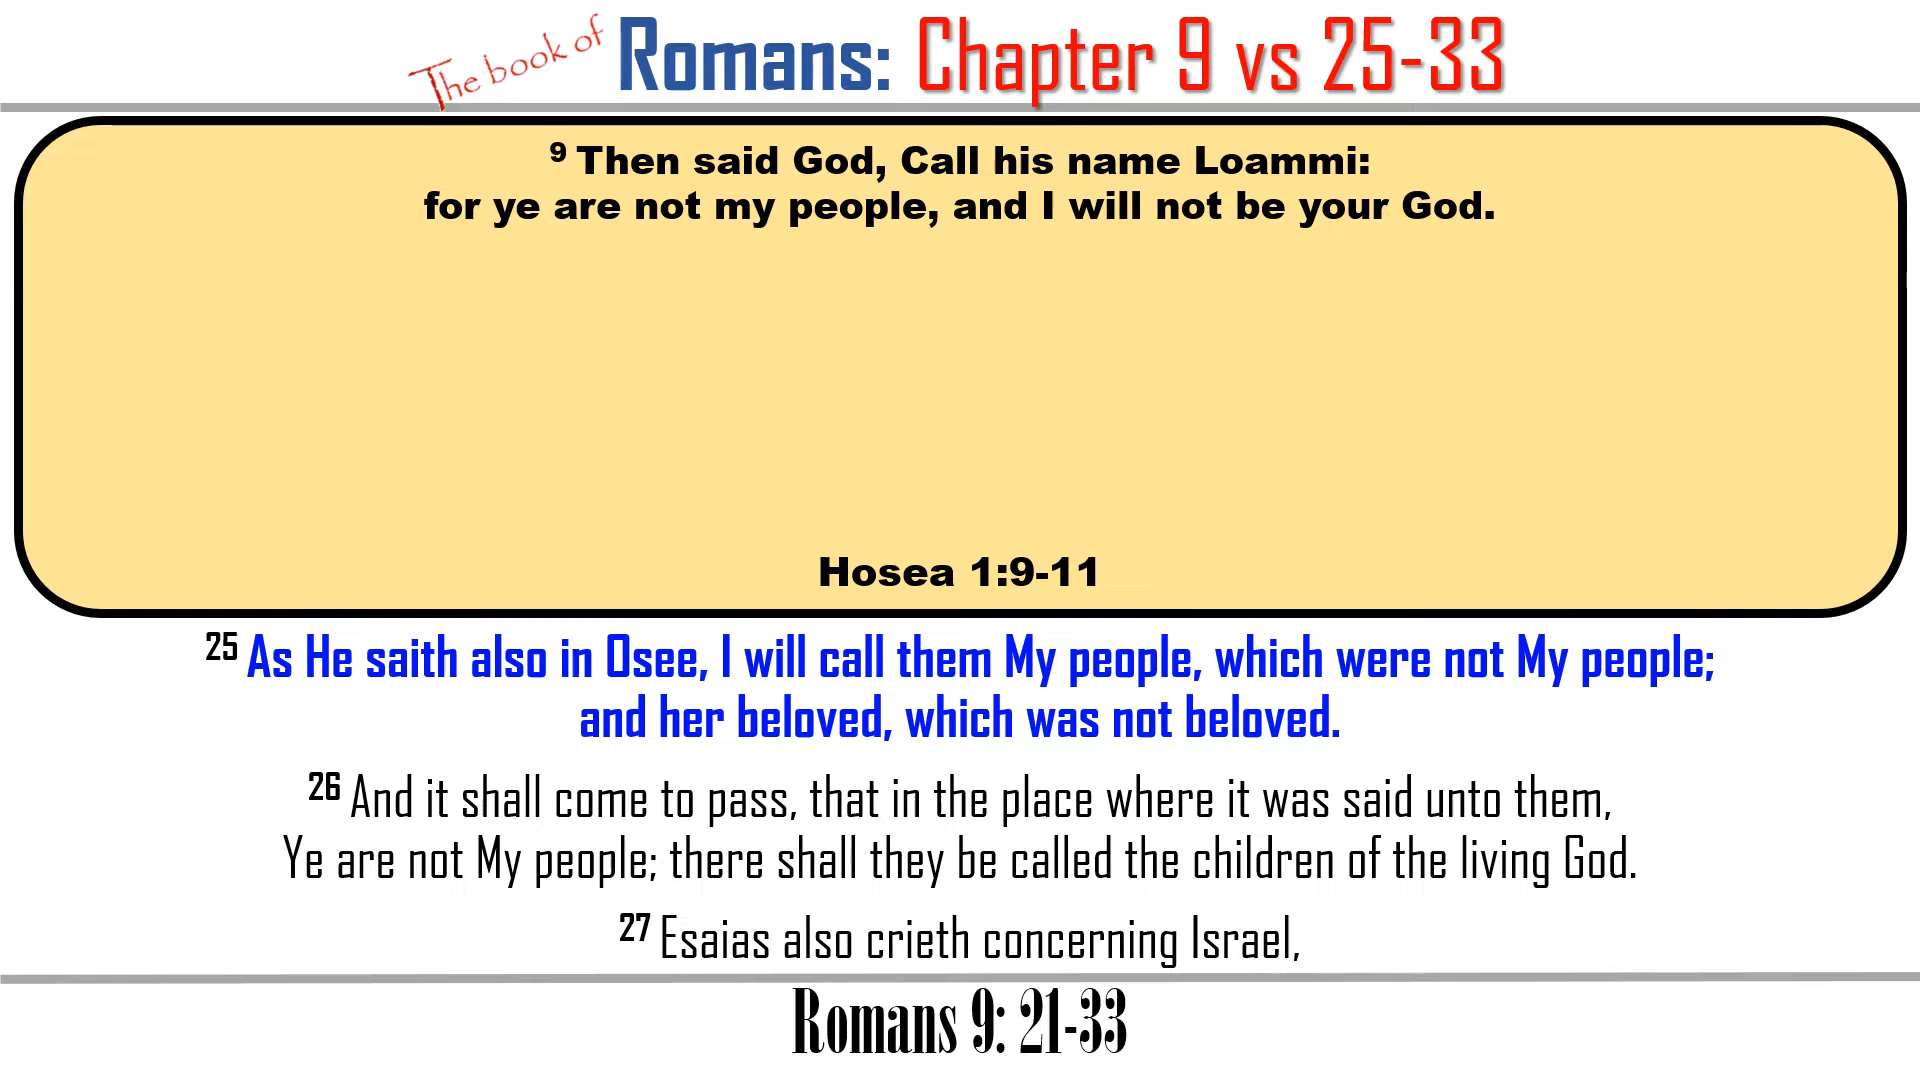 The book of Romans: Chapter 9 vs 25-33
9 Then said God, Call his name Loammi:
for ye are not my people, and I will not be your God.
Hosea 1:9-11
25 As He saith also in Osee, I will call them My people, which were not My people;
and her beloved, which was not beloved.
26 And it shall come to pass, that in the place where it was said unto them,
Ye are not My people; there shall they be called the children of the living God.
27 Esaias also crieth concerning Israel,
Romans 9: 21-33